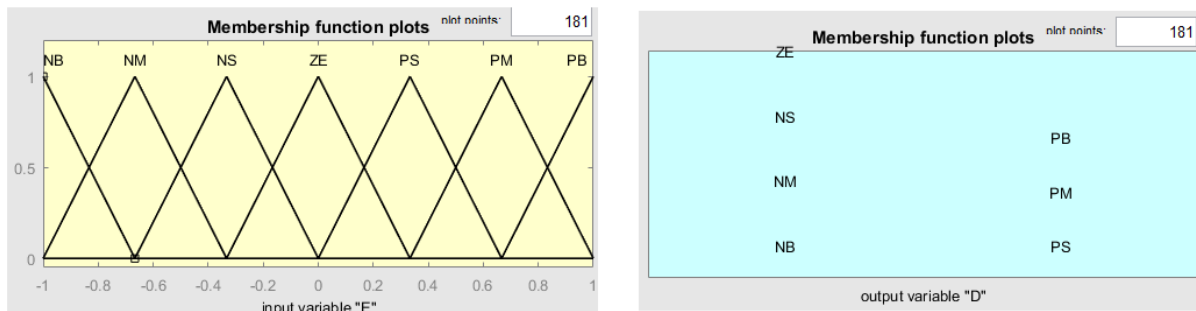 Membership function plots plot points: 181
NB NM NS ZE PS PM PB
1
0.5
0
-1 -0.8 -0.6 -0.4 -0.2 0 0.2 0.4 0.6 0.8 1
input variable "E"
Membership function plots plot points: 181
ZE
NS
PB
NM
PM
NB PS
output variable "D"